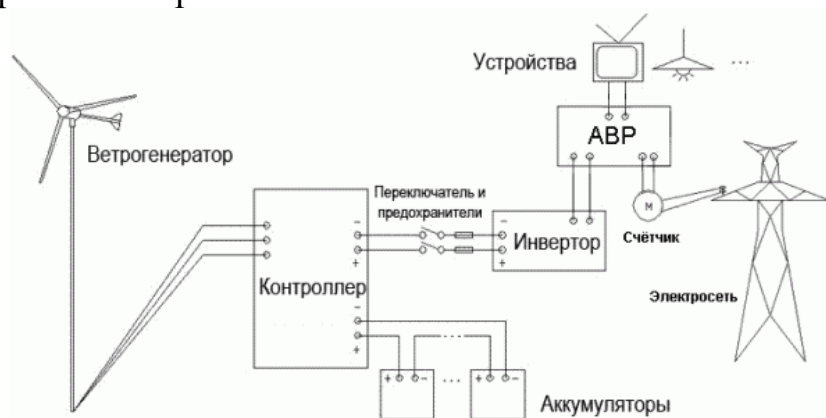 Устройства
...
АВР
Ветрогенератор
Переключатель и
предохранители
-
+
-
+
Инвертор
М
Счётчик
Контроллер
Электросеть
-
+
...
+ -
...
+ -
Аккумуляторы